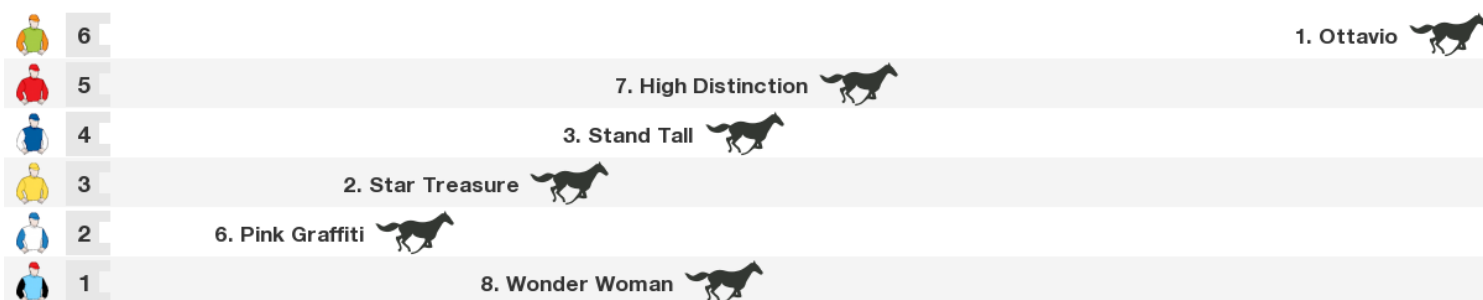 6 1. Ottavio
5 7. High Distinction
4 3. Stand Tall
3 2. Star Treasure
2 6. Pink Graffiti
1 8. Wonder Woman